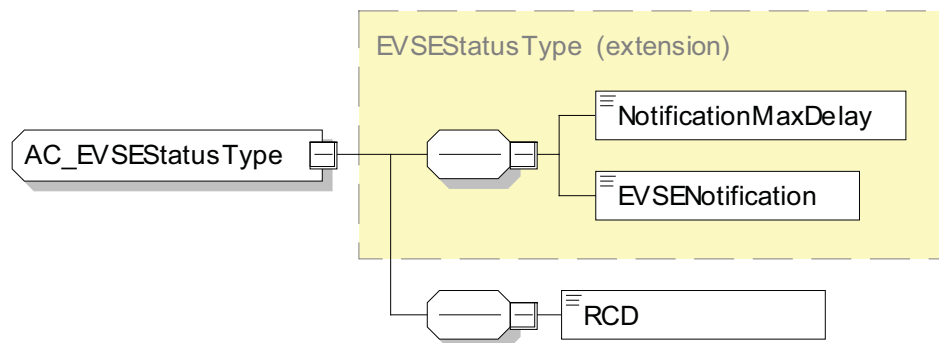 EVSEStatusType (extension)
NotificationMaxDelay
AC_EVSEStatusType
EVSENotification
RCD